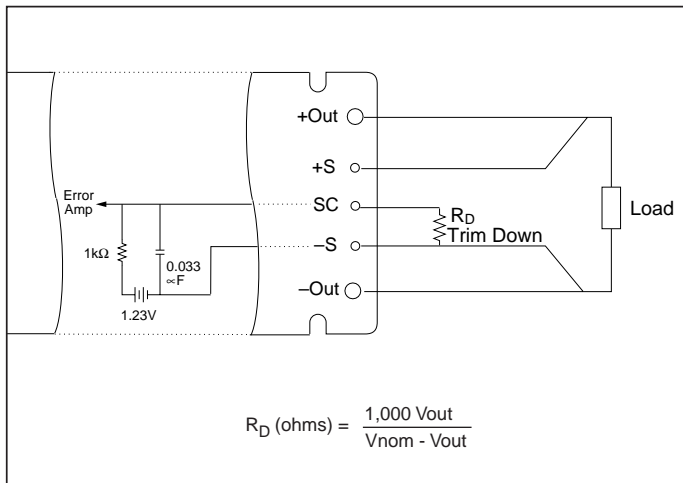 +Out
+S
Error
Amp
SC
R_D
Trim Down
Load
1kΩ
0.033
∝F
–S
1.23V
–Out
R_D (ohms) = 1,000 Vout
Vnom - Vout